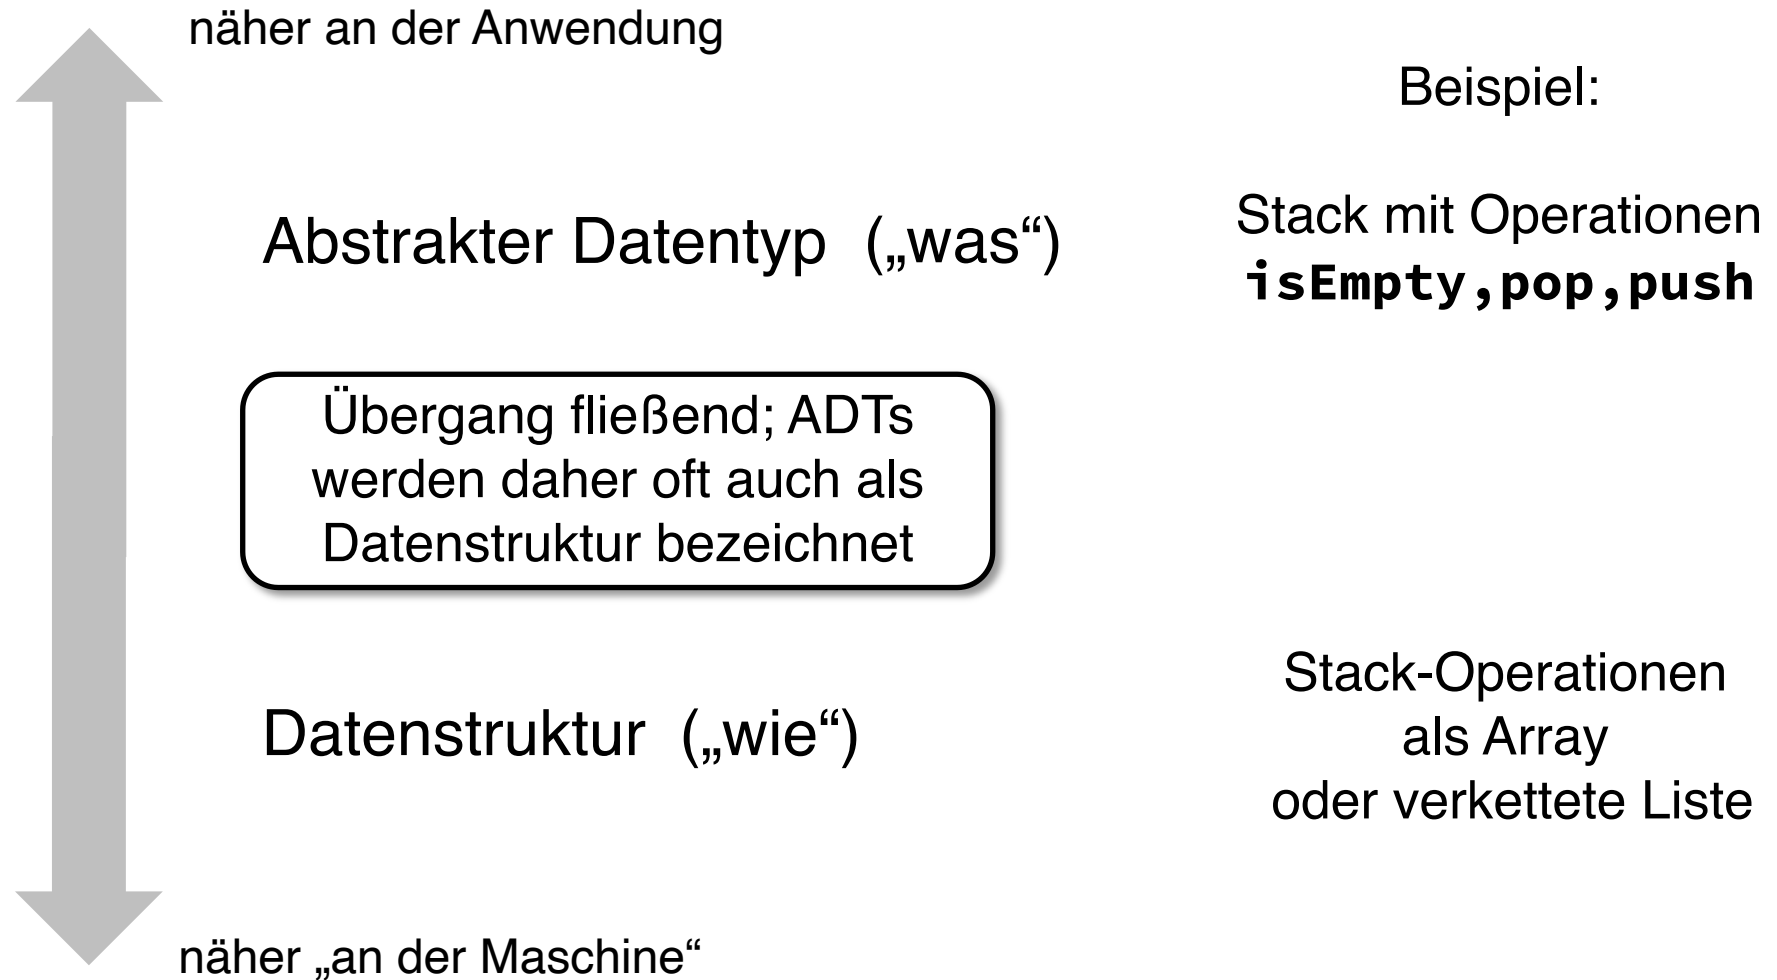 näher an der Anwendung
Beispiel:
Abstrakter Datentyp („was“)
Stack mit Operationen
isEmpty,pop,push
Übergang fließend; ADTs
werden daher oft auch als
Datenstruktur bezeichnet
Datenstruktur („wie“)
Stack-Operationen
als Array
oder verkettete Liste
näher „an der Maschine“